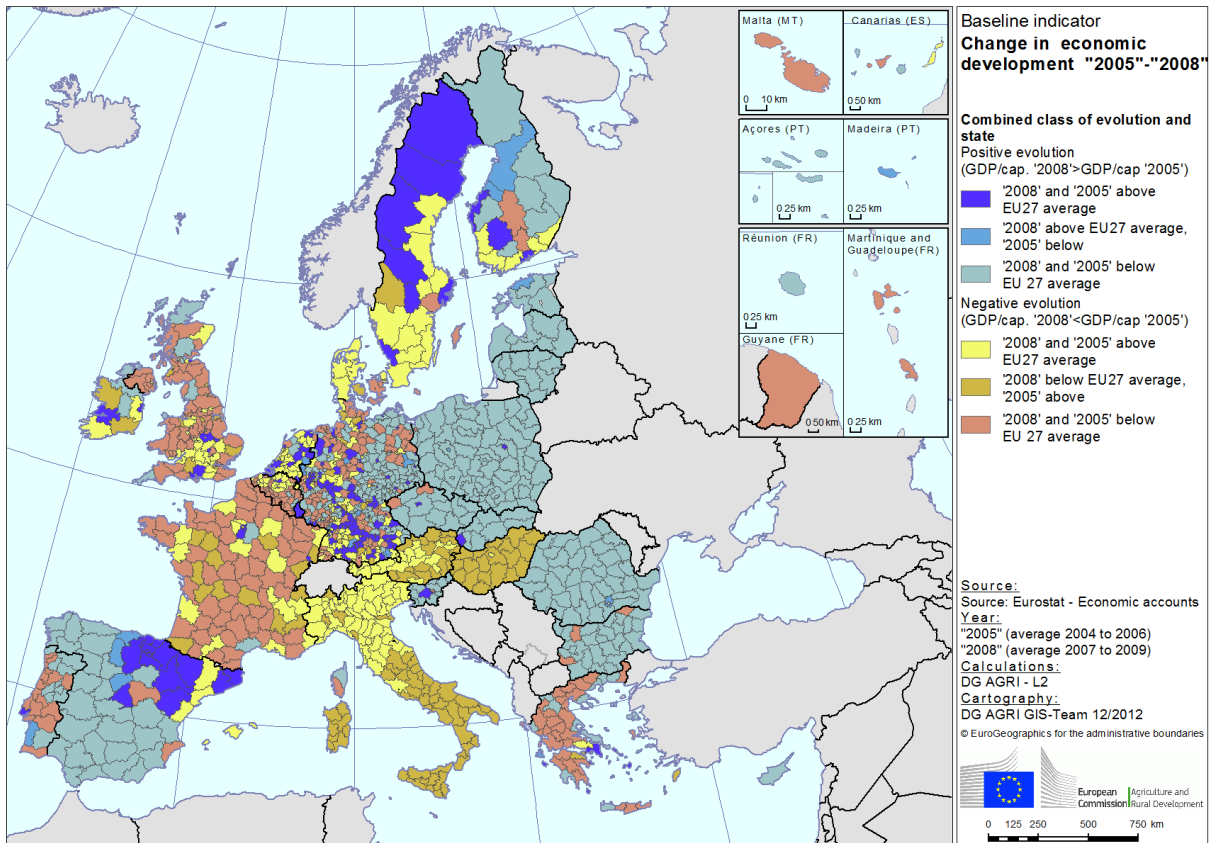 Malta (MT)
0 10 km
Canarias (ES)
0 50 km
Açores (PT)
0 25 km
Madeira (PT)
0 25 km
Réunion (FR)
0 25 km
Martinique and
Guadeloupe(FR)
0 25 km
Guyane (FR)
0 50 km
Baseline indicator
Change in economic
development "2005"-"2008"
Combined class of evolution and
state
Positive evolution
(GDP/cap. '2008'>GDP/cap '2005')
'2008' and '2005' above
EU27 average
'2008' above EU27 average,
'2005' below
'2008' and '2005' below
EU 27 average
Negative evolution
(GDP/cap. '2008'<GDP/cap '2005')
'2008' and '2005' above
EU27 average
'2008' below EU27 average,
'2005' above
'2008' and '2005' below
EU 27 average
Source:
Source: Eurostat - Economic accounts
Year:
"2005" (average 2004 to 2006)
"2008" (average 2007 to 2009)
Calculations:
DG AGRI - L2
Cartography:
DG AGRI GIS-Team 12/2012
© EuroGeographics for the administrative boundaries
European
Commission
Agriculture and
Rural Development
0 125 250 500 750 km